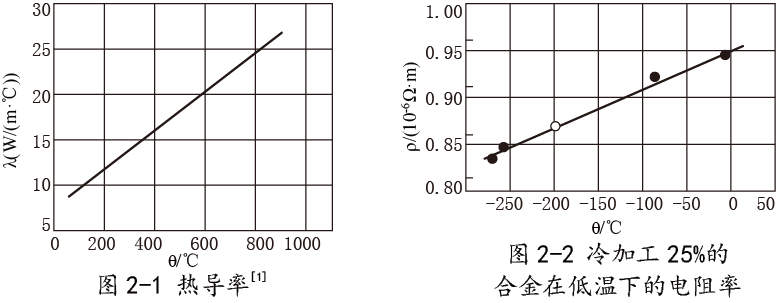 30
25
20
15
10
5
λ(W/(m·℃))
0 200 400 600 800 1000
θ/℃
图 2-1 热导率[1]
1.00
0.95
0.90
0.85
0.80
ρ/(10-6Ω·m)
-250 -200 -150 -100 -50 0 50
θ/℃
图 2-2 冷加工 25%的
合金在低温下的电阻率